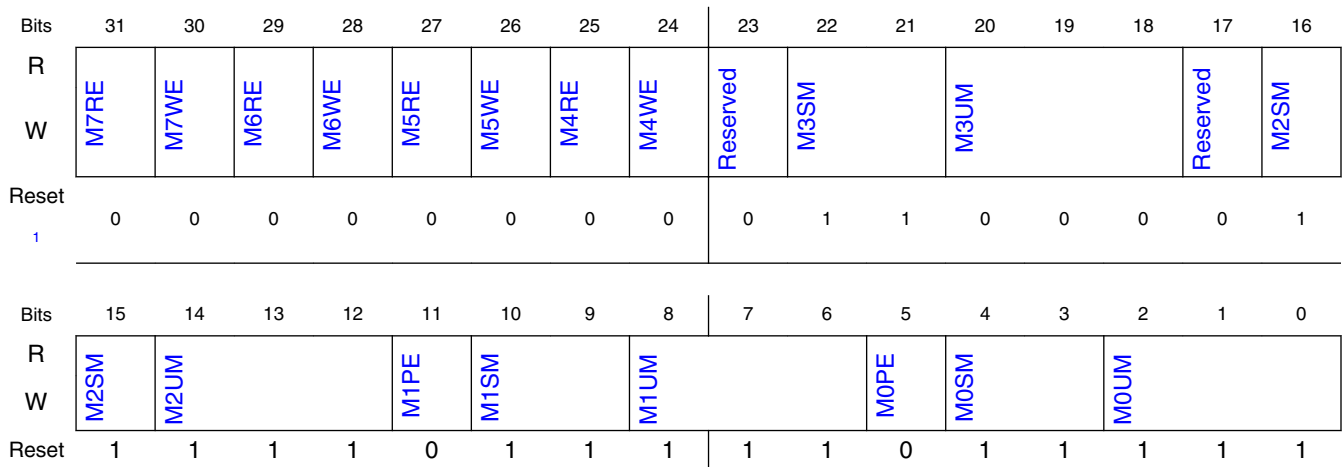 Bits 31 30 29 28 27 26 25 24 23 22 21 20 19 18 17 16
R
W
M7RE M7WE M6RE M6WE M5RE M5WE M4RE M4WE Reserved M3SM M3UM Reserved M2SM
Reset
1
0 0 0 0 0 0 0 0 0 1 1 0 0 0 0 1
Bits 15 14 13 12 11 10 9 8 7 6 5 4 3 2 1 0
R
W
M2SM M2UM M1PE M1SM M1UM M0PE M0SM M0UM
Reset 1 1 1 1 0 1 1 1 1 1 0 1 1 1 1 1